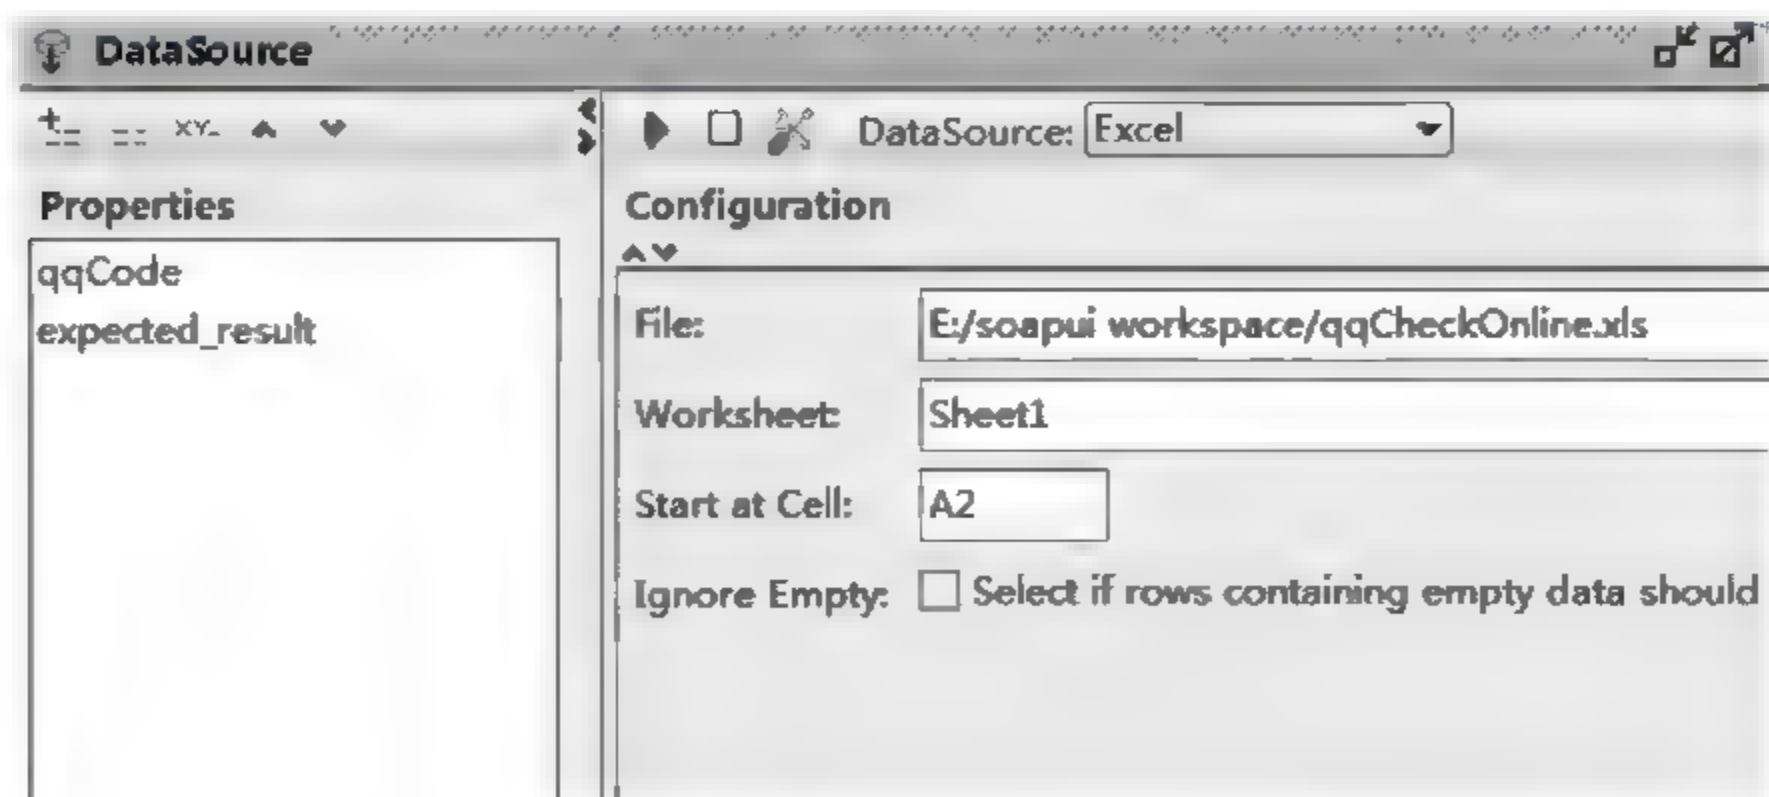 DataSource
XY-
DataSource: Excel
Properties
Configuration
qqCode
expected_result
File: E:/soapui workspace/qqCheckOnline.xls
Worksheet: Sheet1
Start at Cell: A2
Ignore Empty: Select if rows containing empty data should